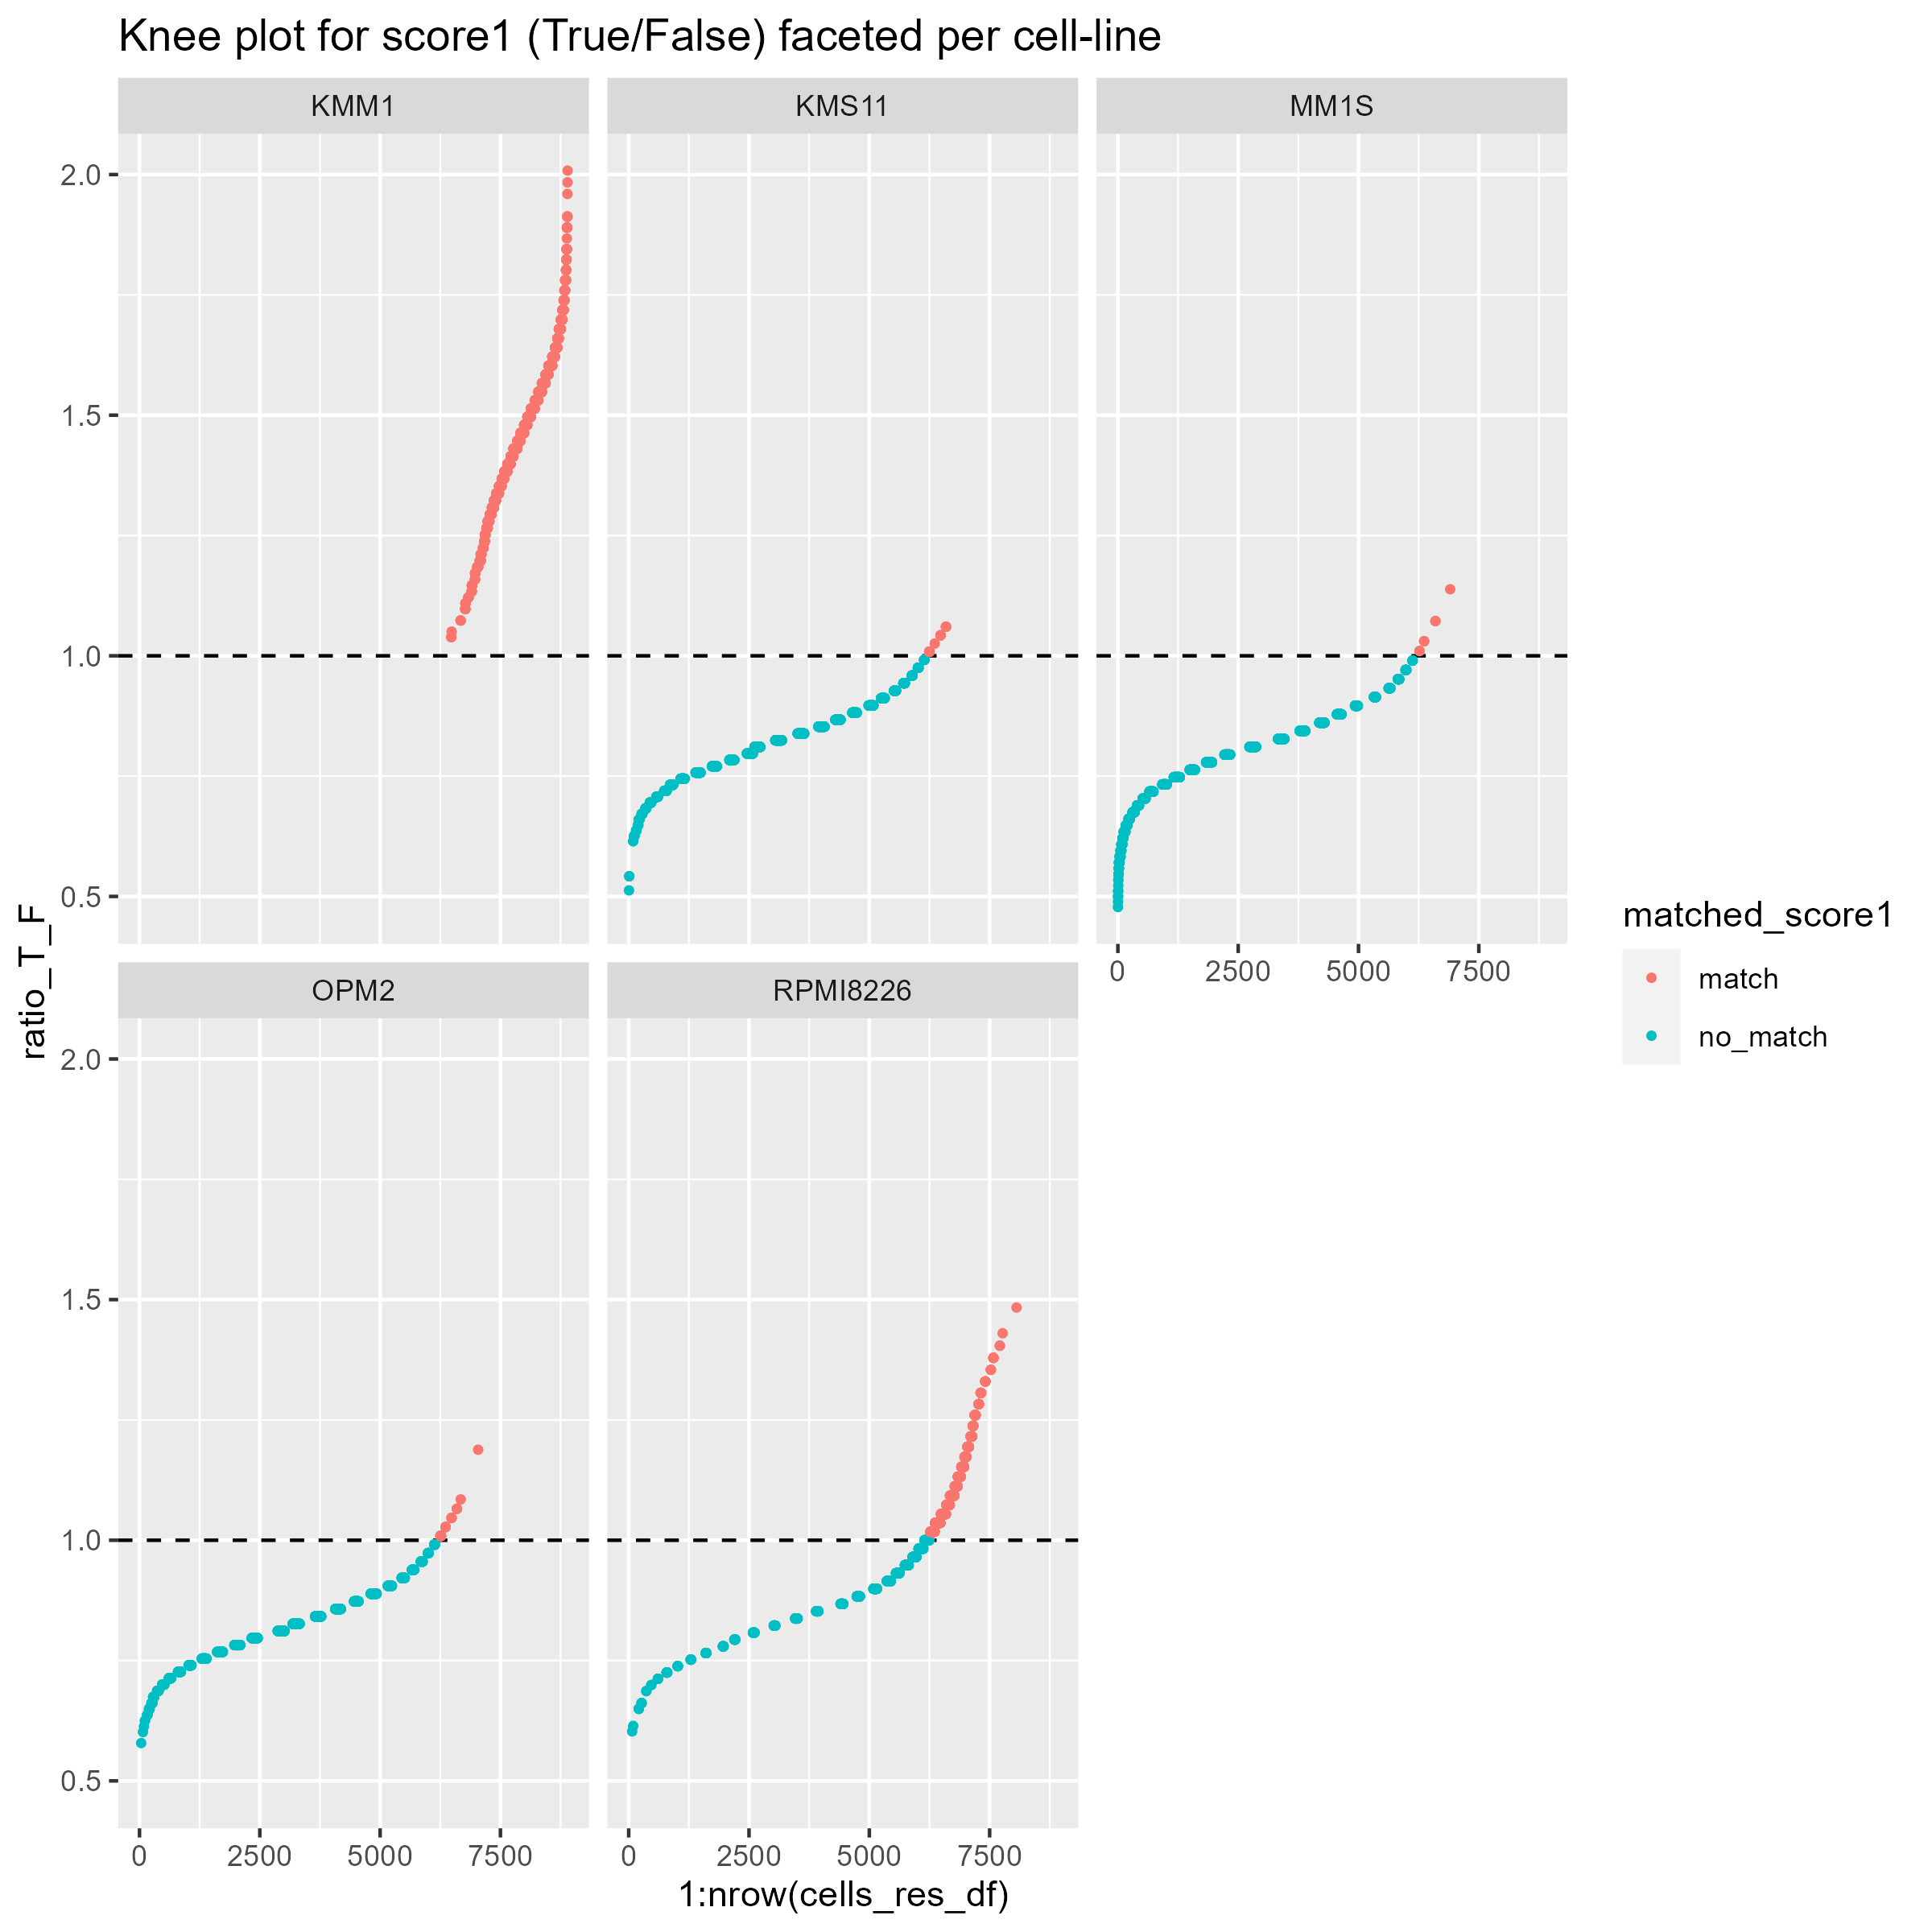 Knee plot for score1 (True/False) faceted per cell-line
KMM1
KMS11
MM1S
2.0
1.5
1.0
0.5
0
2500
5000
7500
OPM2
RPMI8226
2.0
1.5
1.0
0.5
0
2500
5000
7500
0
2500
5000
7500
ratio_T_F
1:nrow(cells_res_df)
matched_score1
match
no_match